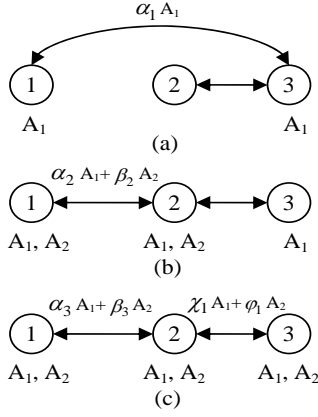 α₁ A₁
1 2 3
A₁ A₁
(a)
α₂ A₁+ β₂ A₂
1 2 3
A₁, A₂ A₁, A₂ A₁
(b)
α₃ A₁+ β₃ A₂ χ₁ A₁+ φ₁ A₂
1 2 3
A₁, A₂ A₁, A₂ A₁, A₂
(c)